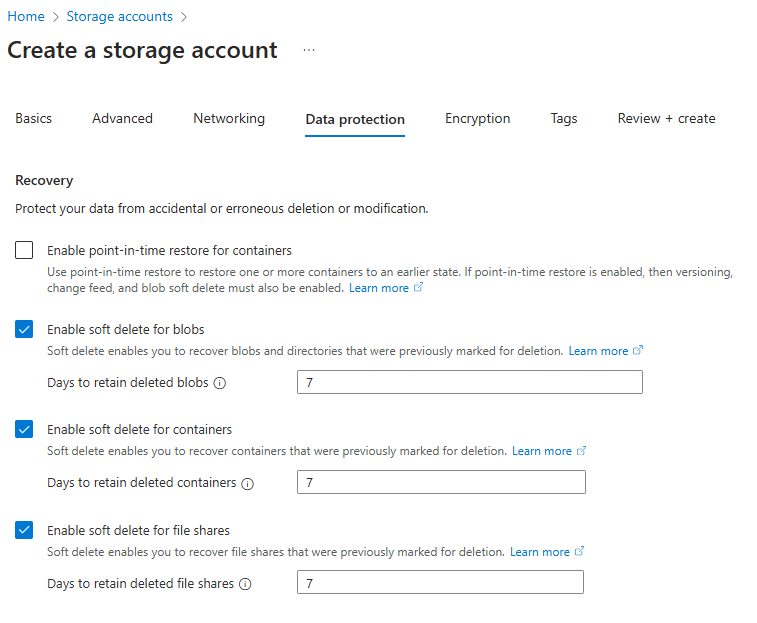 Home > Storage accounts >
Create a storage account ...
Basics Advanced Networking Data protection Encryption Tags Review + create
Recovery
Protect your data from accidental or erroneous deletion or modification.
Enable point-in-time restore for containers
Use point-in-time restore to restore one or more containers to an earlier state. If point-in-time restore is enabled, then versioning,
change feed, and blob soft delete must also be enabled. Learn more
Enable soft delete for blobs
Soft delete enables you to recover blobs and directories that were previously marked for deletion. Learn more
Days to retain deleted blobs 7
Enable soft delete for containers
Soft delete enables you to recover containers that were previously marked for deletion. Learn more
Days to retain deleted containers 7
Enable soft delete for file shares
Soft delete enables you to recover file shares that were previously marked for deletion. Learn more
Days to retain deleted file shares 7